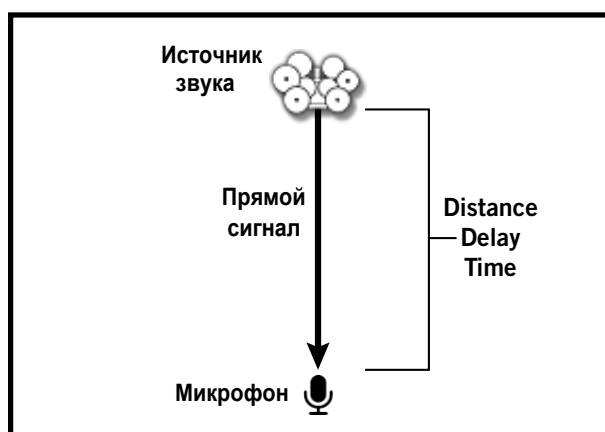 Источник
звука
Прямой
сигнал
Distance
Delay
Time
Микрофон